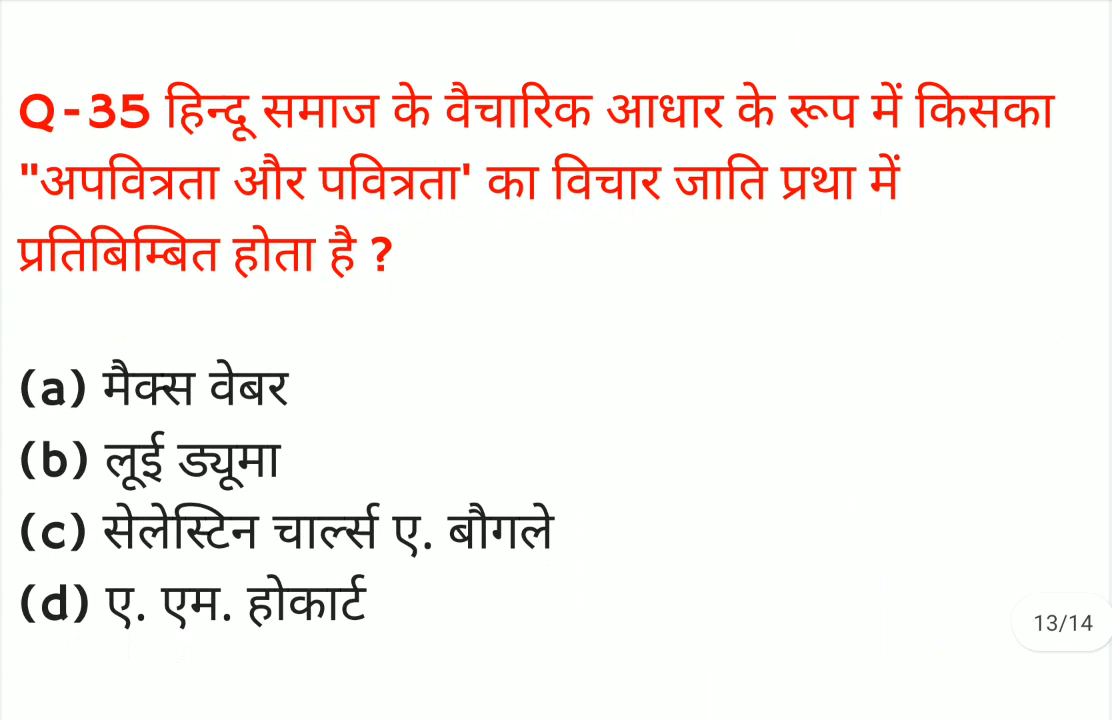 Q-35 हिन्दू समाज के वैचारिक आधार के रूप में किसका
"अपवित्रता और पवित्रता' का विचार जाति प्रथा में
प्रतिबिम्बित होता है ?
(a) मैक्स वेबर
(b) लूई ड्यूमा
(c) सेलेस्टिन चार्ल्स ए. बौगले
(d) ए. एम. होकार्ट
13/14